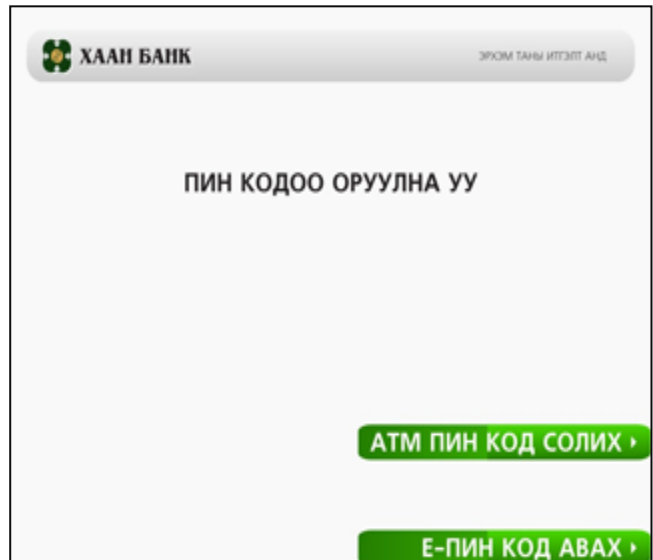 ХААН БАНК
ЭРХЭМ ТАНЫ ИТГЭЛТ АНД
ПИН КОДОО ОРУУЛНА УУ
АТМ ПИН КОД СОЛИХ
Е-ПИН КОД АВАХ